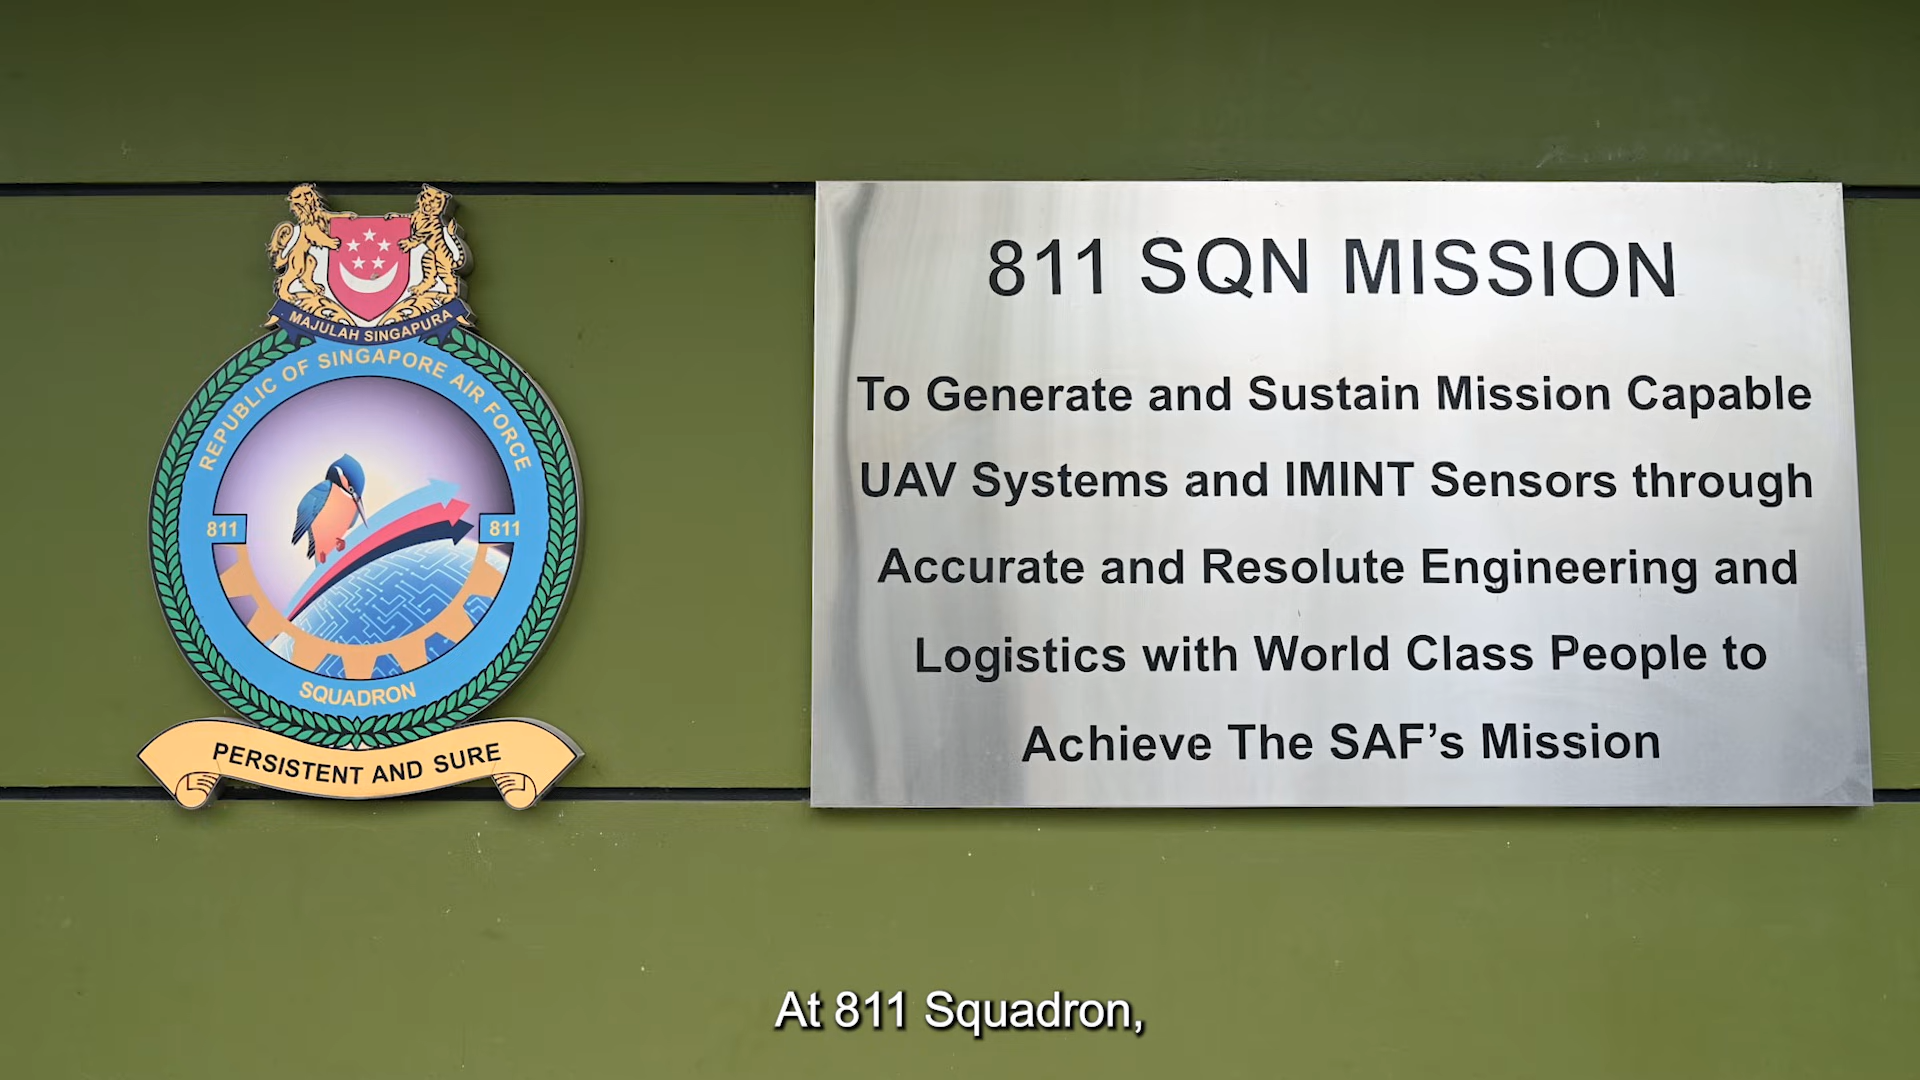 MAJULAH SINGAPURA
REPUBLIC OF SINGAPORE AIR FORCE
811
811
SQUADRON
PERSISTENT AND SURE
811 SQN MISSION
To Generate and Sustain Mission Capable
UAV Systems and IMINT Sensors through
Accurate and Resolute Engineering and
Logistics with World Class People to
Achieve The SAF’s Mission
At 811 Squadron,